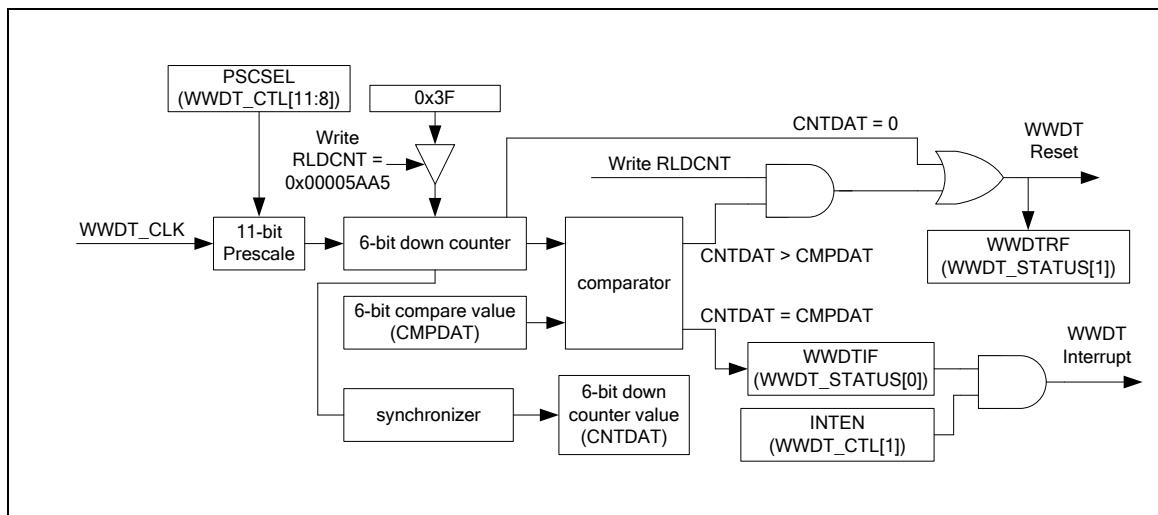 PSCSEL
(WWDT_CTL[11:8])
0x3F
Write
RLDCNT =
0x00005AA5
CNTDAT = 0
WWDT
Reset
Write RLDCNT
WWDT_CLK
11-bit
Prescale
6-bit down counter
comparator
CNTDAT > CMPDAT
WWDTRF
(WWDT_STATUS[1])
6-bit compare value
(CMPDAT)
CNTDAT = CMPDAT
WWDTIF
(WWDT_STATUS[0])
WWDT
Interrupt
synchronizer
6-bit down
counter value
(CNTDAT)
INTEN
(WWDT_CTL[1])